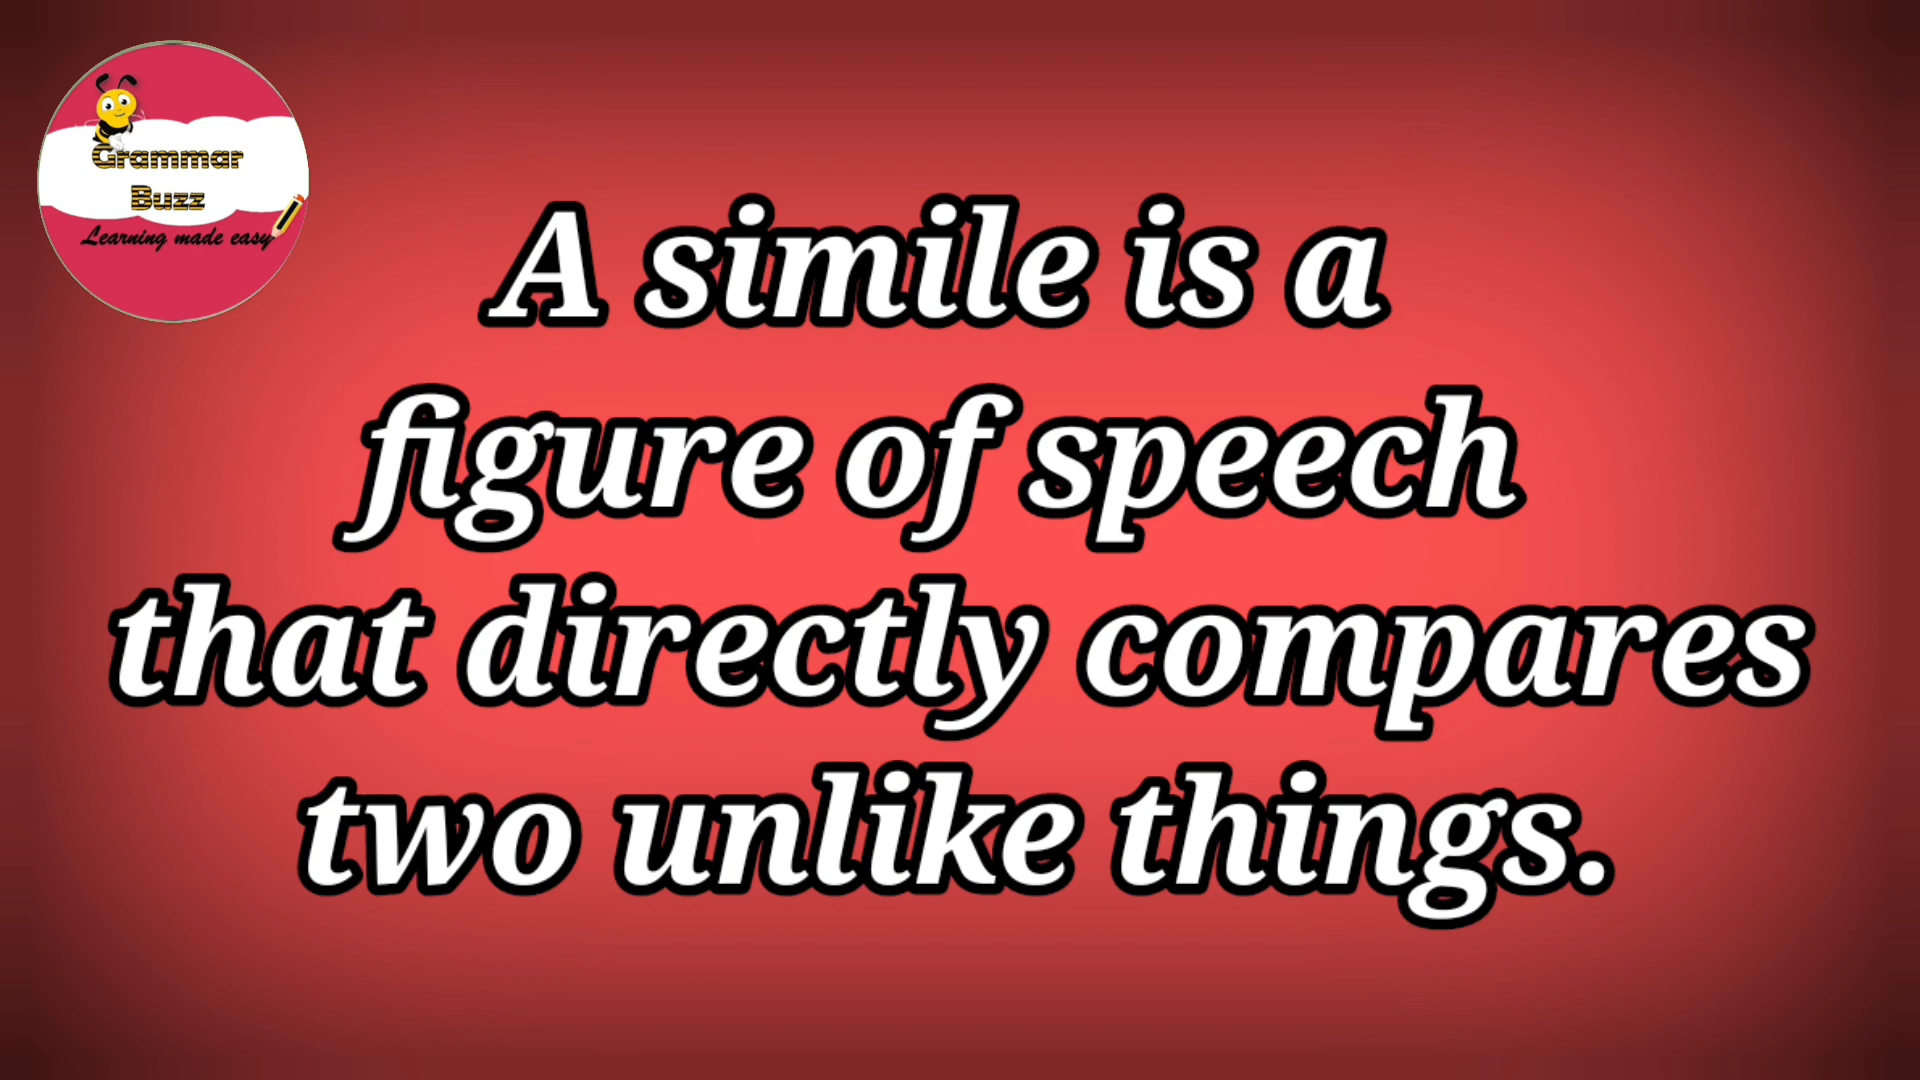 Grammar
Buzz
Learning made easy
A simile is a
figure of speech
that directly compares
two unlike things.